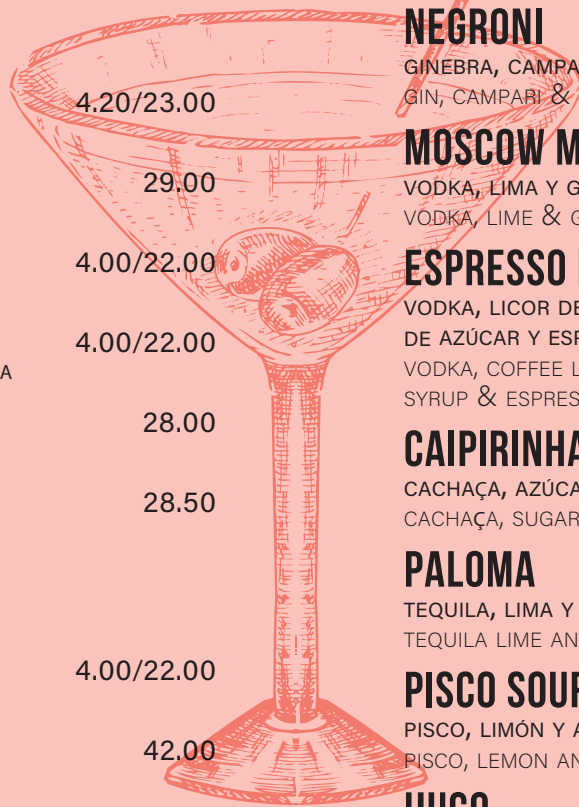 4.20/23.00
29.00
4.00/22.00
4.00/22.00
A
28.00
28.50
4.00/22.00
42.00
NEGRONI
GINEBRA, CAMPA
GIN, CAMPARI &
MOSCOW M
VODKA, LIMA Y G
VODKA, LIME & G
ESPRESSO
VODKA, LICOR DE
DE AZÚCAR Y ESP
VODKA, COFFEE L
SYRUP & ESPRES
CAIPIRINHA
CACHAÇA, AZÚCA
CACHAÇA, SUGAR
PALOMA
TEQUILA, LIMA Y
TEQUILA LIME AN
PISCO SOUR
PISCO, LIMÓN Y A
PISCO, LEMON AN
HUGO